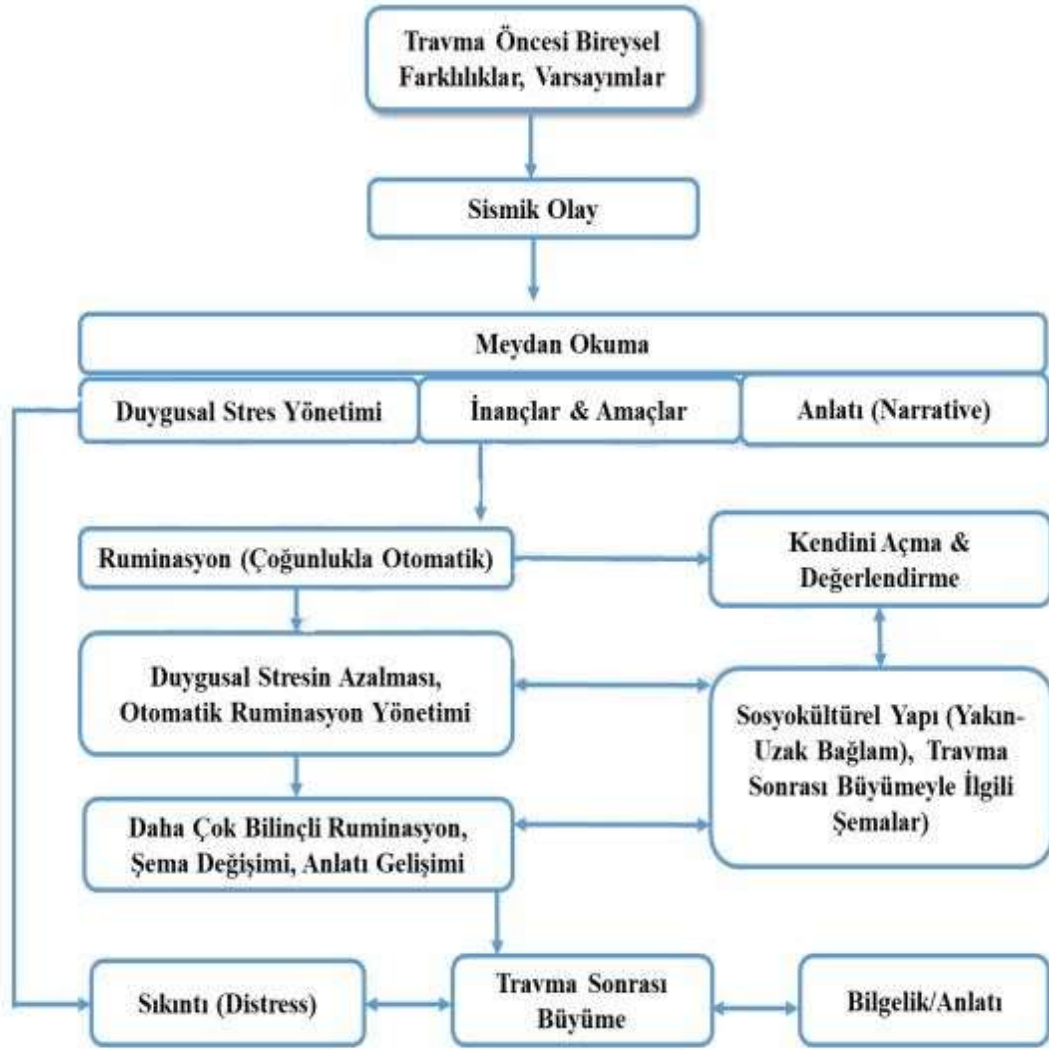 Travma Öncesi Bireysel
Farklılıklar, Varsayımlar
Sismik Olay
Meydan Okuma
Duygusal Stres Yönetimi
İnançlar & Amaçlar
Anlatı (Narrative)
Ruminasyon (Çoğunlukla Otomatik)
Kendini Açma &
Değerlendirme
Duygusal Stresin Azalması,
Otomatik Ruminasyon Yönetimi
Sosyokültürel Yapı (Yakın-
Uzak Bağlam), Travma
Sonrası Büyümeyle İlgili
Şemalar)
Daha Çok Bilinçli Ruminasyon,
Şema Değişimi, Anlatı Gelişimi
Sıkıntı (Distress)
Travma Sonrası
Büyüme
Bilgelik/Anlatı